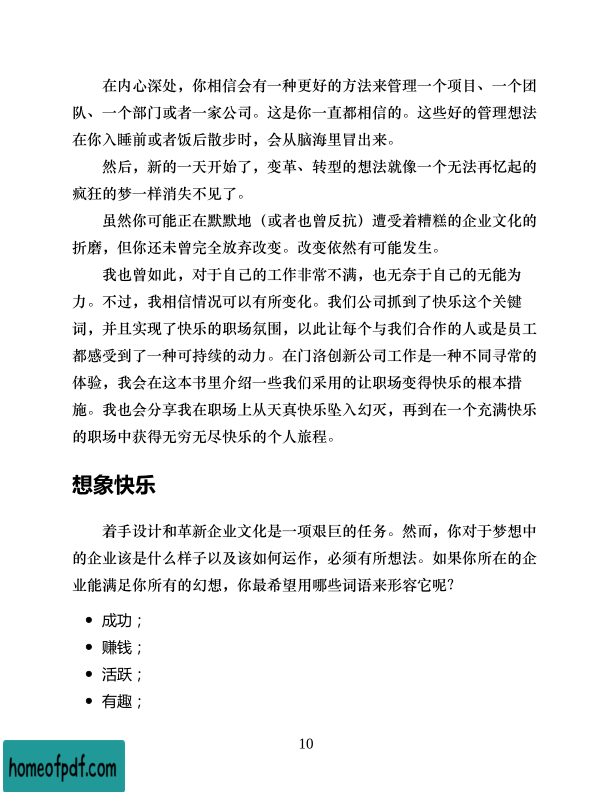 在内心深处，你相信会有一种更好的方法来管理一个项目、一个团
队、一个部门或者一家公司。这是你一直都相信的。这些好的管理想法
在你入睡前或者饭后散步时，会从脑海里冒出来。
然后，新的一天开始了，变革、转型的想法就像一个无法再忆起的
疯狂的梦一样消失不见了。
虽然你可能正在默默地（或者也曾反抗）遭受着糟糕的企业文化的
折磨，但你还未曾完全放弃改变。改变依然有可能发生。
我也曾如此，对于自己的工作非常不满，也无奈于自己的无能为
力。不过，我相信情况可以有所变化。我们公司抓到了快乐这个关键
词，并且实现了快乐的职场氛围，以此让每个与我们合作的人或是员工
都感受到了一种可持续的动力。在门洛创新公司工作是一种不同寻常的
体验，我会在这本书里介绍一些我们采用的让职场变得快乐的根本措
施。我也会分享我在职场上从天真快乐坠入幻灭，再到在一个充满快乐
的职场中获得无穷无尽快乐的个人旅程。
想象快乐
着手设计和革新企业文化是一项艰巨的任务。然而，你对于梦想中
的企业该是什么样子以及该如何运作，必须有所想法。如果你所在的企
业能满足你所有的幻想，你最希望用哪些词语来形容它呢？
• 成功；
• 赚钱；
• 活跃；
• 有趣；
10
homeofpdf.com